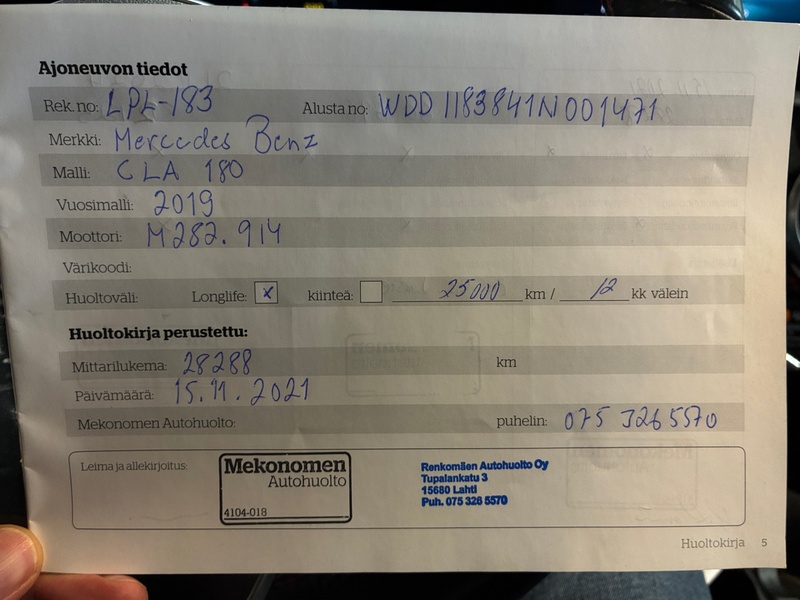 Ajoneuvon tiedot
Rek. no: LPL-183 Alusta no: WDD1183841N001471
Merkki: Mercedes Benz
Malli: CLA 180
Vuosimalli: 2019
Moottori: M282.914
Värikoodi:
Huoltoväli: Longlife: x kiinteä: 25000 km / 12 kk välein
Huoltokirja perustettu:
Mittarilukema: 28288 km
Päivämäärä: 15.11.2021
Mekonomen Autohuolto: puhelin: 075 326 5570
Leima ja allekirjoitus:
Mekonomen
Autohuolto
4104-018
Renkomäen Autohuolto Oy
Tupalankatu 3
15680 Lahti
Puh. 075 326 5570
Huoltokirja 5